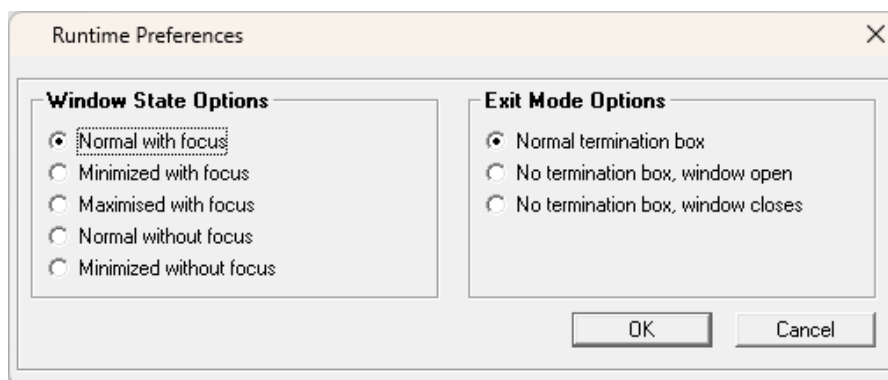 Runtime Preferences
Window State Options
Normal with focus
Minimized with focus
Maximised with focus
Normal without focus
Minimized without focus
Exit Mode Options
Normal termination box
No termination box, window open
No termination box, window closes
OK
Cancel